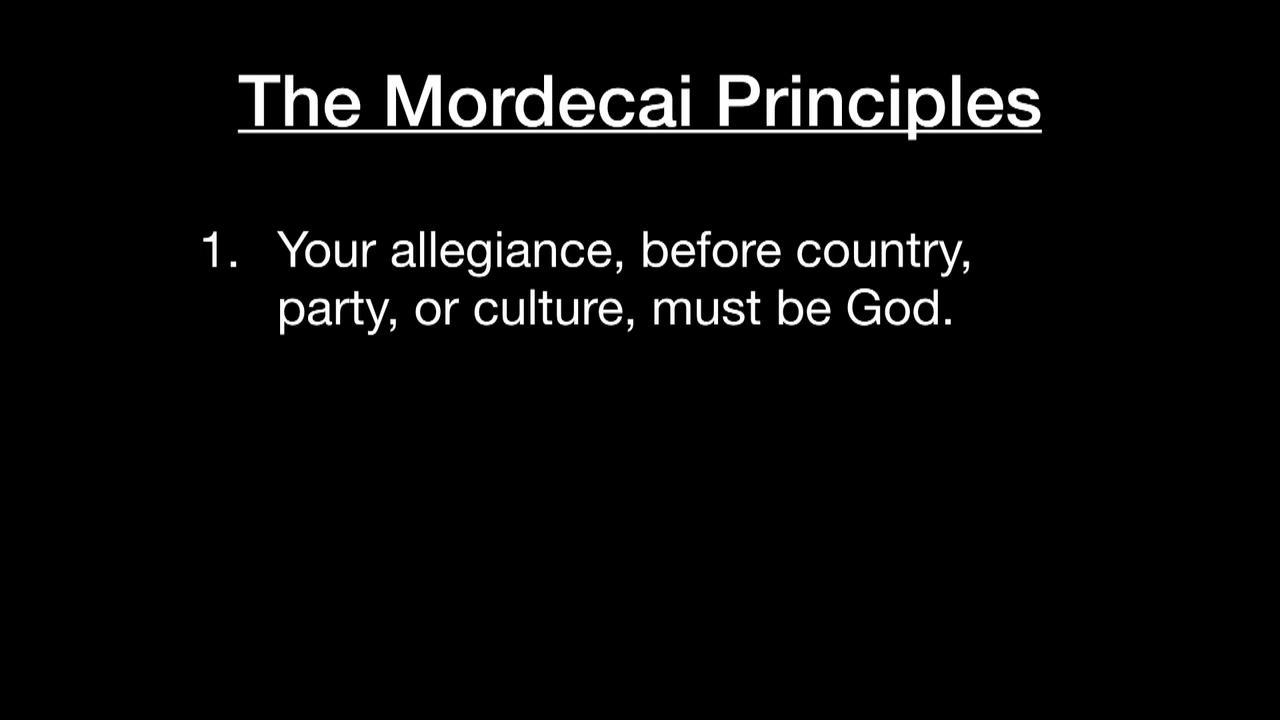 The Mordecai Principles
1. Your allegiance, before country,
party, or culture, must be God.